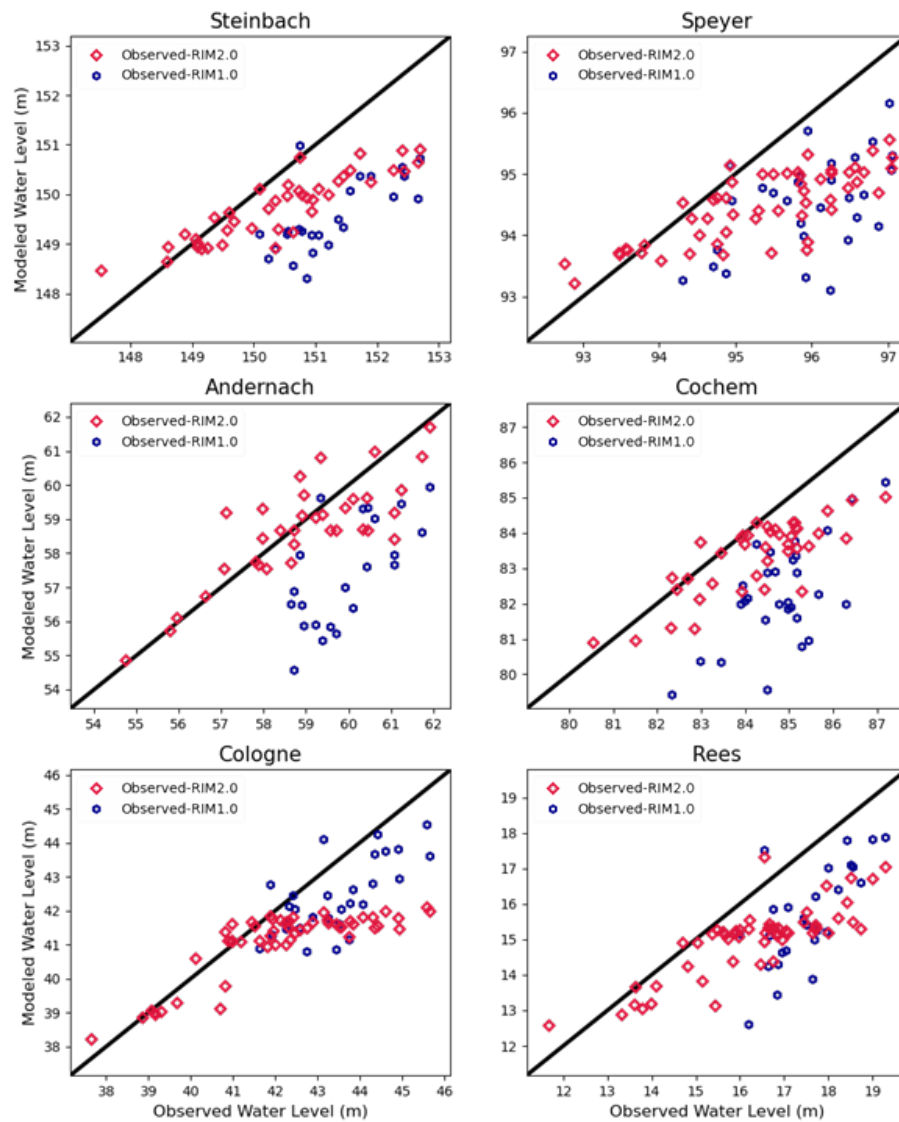 Steinbach
Observed-RIM2.0
Observed-RIM1.0
153
152
151
150
149
148
Modeled Water Level (m)
148 149 150 151 152 153
Speyer
Observed-RIM2.0
Observed-RIM1.0
97
96
95
94
93
93 94 95 96 97
Andernach
Observed-RIM2.0
Observed-RIM1.0
62
61
60
59
58
57
56
55
54
Modeled Water Level (m)
54 55 56 57 58 59 60 61 62
Cochem
Observed-RIM2.0
Observed-RIM1.0
87
86
85
84
83
82
81
80
80 81 82 83 84 85 86 87
Cologne
Observed-RIM2.0
Observed-RIM1.0
46
45
44
43
42
41
40
39
38
Modeled Water Level (m)
38 39 40 41 42 43 44 45 46
Observed Water Level (m)
Rees
Observed-RIM2.0
Observed-RIM1.0
19
18
17
16
15
14
13
12
12 13 14 15 16 17 18 19
Observed Water Level (m)